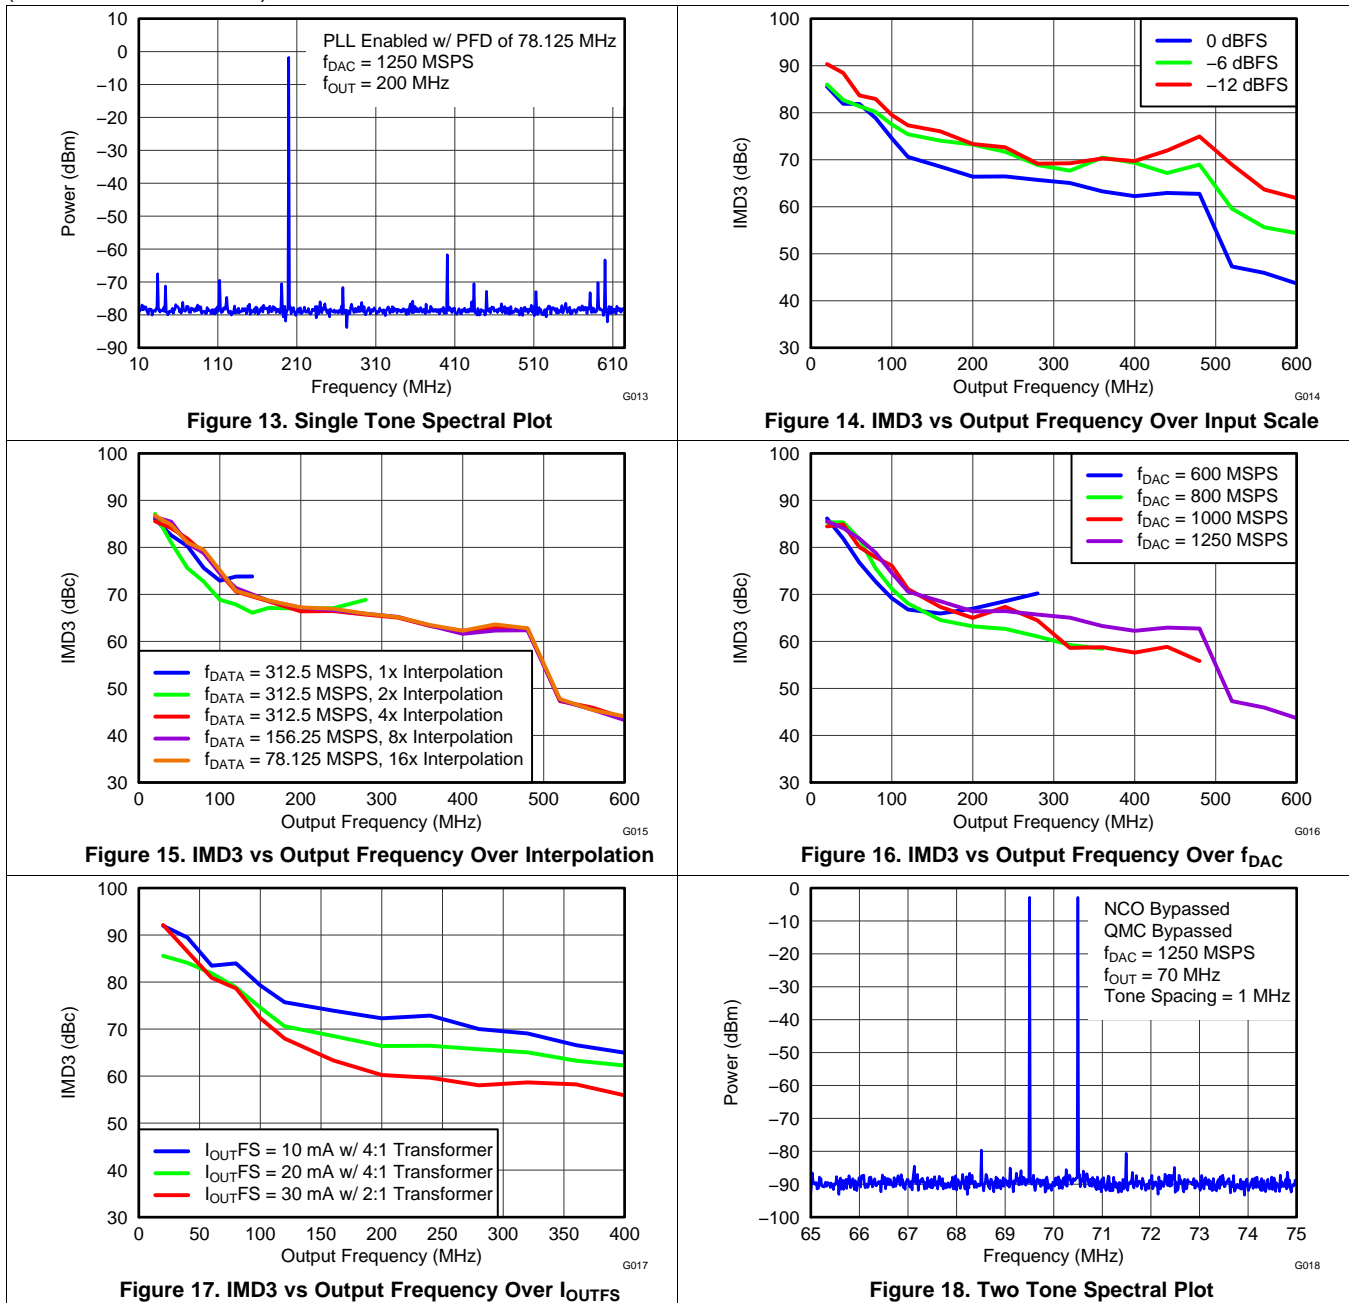 10
0
–10
–20
–30
–40
–50
–60
–70
–80
–90
10 110 210 310 410 510 610
Power (dBm)
Frequency (MHz)
PLL Enabled w/ PFD of 78.125 MHz
fDAC = 1250 MSPS
fOUT = 200 MHz
G013
Figure 13. Single Tone Spectral Plot
100
90
80
70
60
50
40
30
0 100 200 300 400 500 600
IMD3 (dBc)
Output Frequency (MHz)
0 dBFS
–6 dBFS
–12 dBFS
G014
Figure 14. IMD3 vs Output Frequency Over Input Scale
100
90
80
70
60
50
40
30
0 100 200 300 400 500 600
IMD3 (dBc)
Output Frequency (MHz)
fDATA = 312.5 MSPS, 1x Interpolation
fDATA = 312.5 MSPS, 2x Interpolation
fDATA = 312.5 MSPS, 4x Interpolation
fDATA = 156.25 MSPS, 8x Interpolation
fDATA = 78.125 MSPS, 16x Interpolation
G015
Figure 15. IMD3 vs Output Frequency Over Interpolation
100
90
80
70
60
50
40
30
0 100 200 300 400 500 600
IMD3 (dBc)
Output Frequency (MHz)
fDAC = 600 MSPS
fDAC = 800 MSPS
fDAC = 1000 MSPS
fDAC = 1250 MSPS
G016
Figure 16. IMD3 vs Output Frequency Over fDAC
100
90
80
70
60
50
40
30
0 50 100 150 200 250 300 350 400
IMD3 (dBc)
Output Frequency (MHz)
IOUTFS = 10 mA w/ 4:1 Transformer
IOUTFS = 20 mA w/ 4:1 Transformer
IOUTFS = 30 mA w/ 2:1 Transformer
G017
Figure 17. IMD3 vs Output Frequency Over IOUTFS
0
–10
–20
–30
–40
–50
–60
–70
–80
–90
–100
65 66 67 68 69 70 71 72 73 74 75
Power (dBm)
Frequency (MHz)
NCO Bypassed
QMC Bypassed
fDAC = 1250 MSPS
fOUT = 70 MHz
Tone Spacing = 1 MHz
G018
Figure 18. Two Tone Spectral Plot